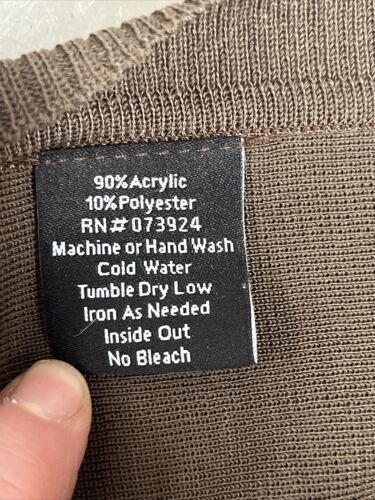 90% Acrylic
10% Polyester
RN# 073924
Machine or Hand Wash
Cold Water
Tumble Dry Low
Iron As Needed
Inside Out
No Bleach